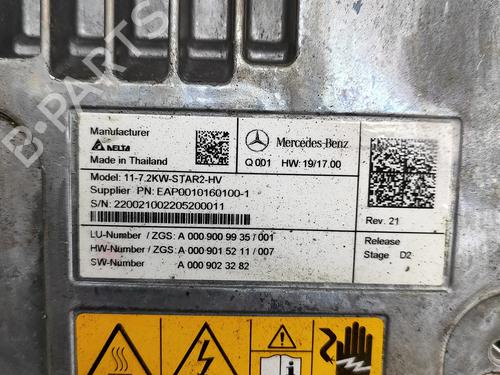 B-PARTS
Manufacturer
DELTA
Made in Thailand
Mercedes-Benz
Q 001 HW: 19/17.00
Model: 11-7.2KW-STAR2-HV
Supplier PN: EAP0010160100-1
S/N: 220021002205200011
Rev. 21
LU-Number / ZGS: A 000 900 99 35 / 001
HW-Number / ZGS: A 000 901 52 11 / 007
SW-Number A 000 902 32 82
Release
Stage D2